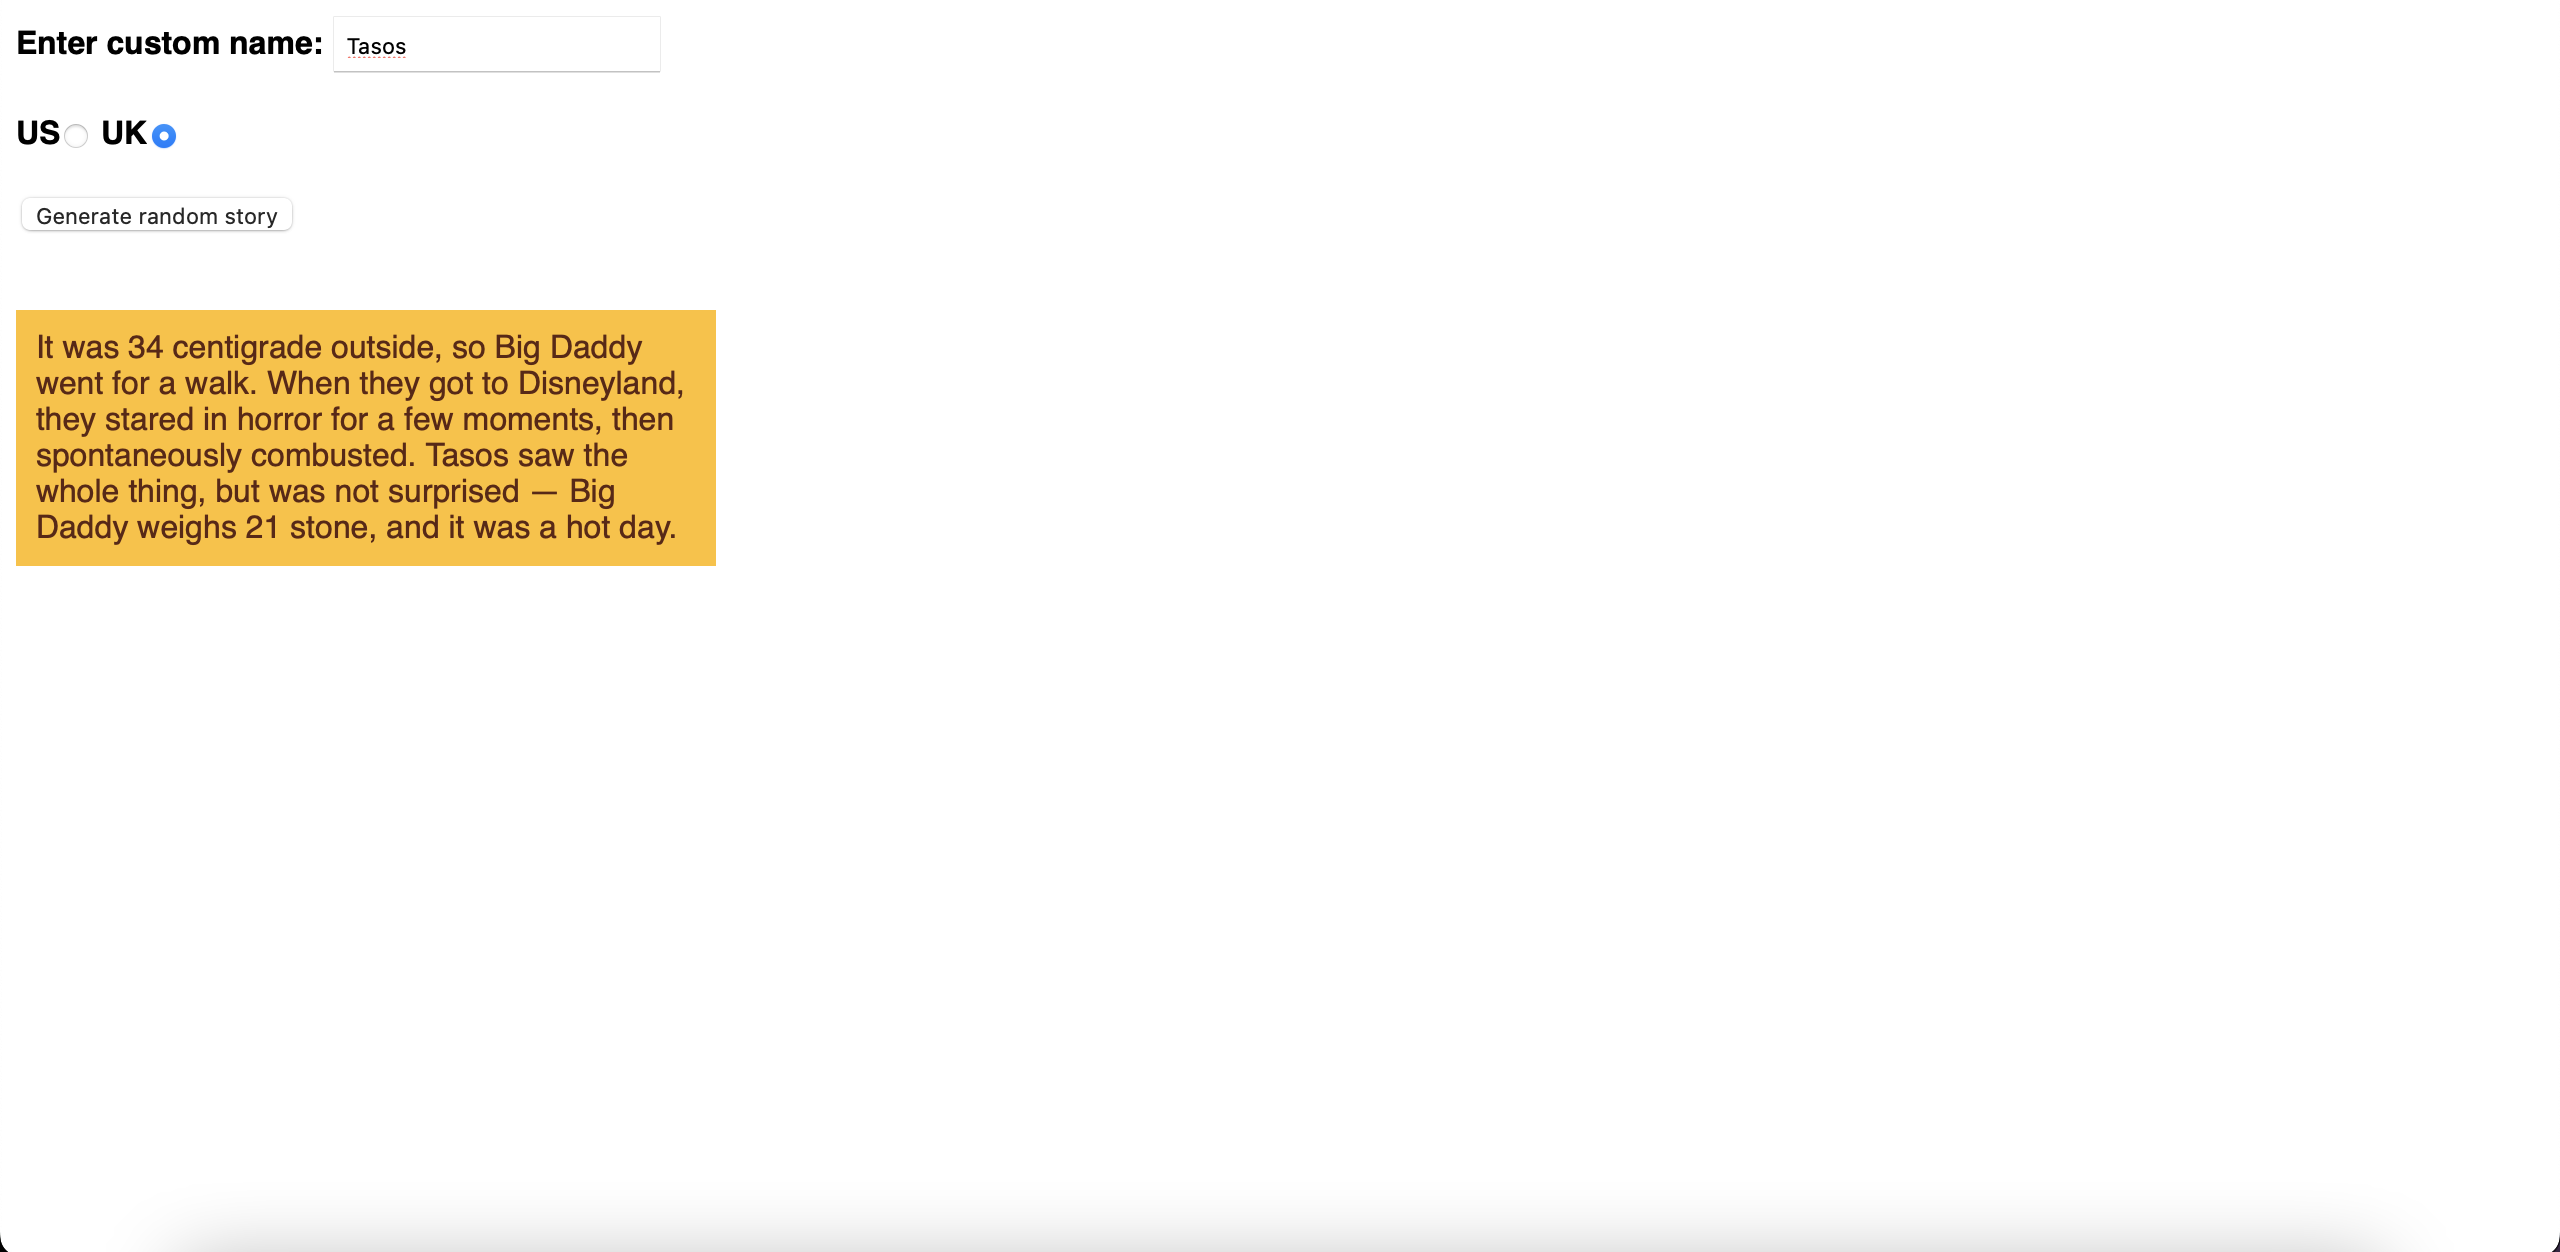 Enter custom name: Tasos
US UK
Generate random story
It was 34 centigrade outside, so Big Daddy
went for a walk. When they got to Disneyland,
they stared in horror for a few moments, then
spontaneously combusted. Tasos saw the
whole thing, but was not surprised — Big
Daddy weighs 21 stone, and it was a hot day.